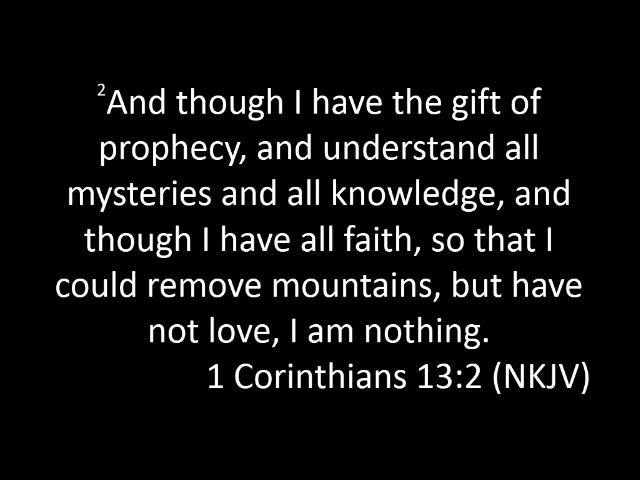 ²And though I have the gift of
prophecy, and understand all
mysteries and all knowledge, and
though I have all faith, so that I
could remove mountains, but have
not love, I am nothing.
1 Corinthians 13:2 (NKJV)